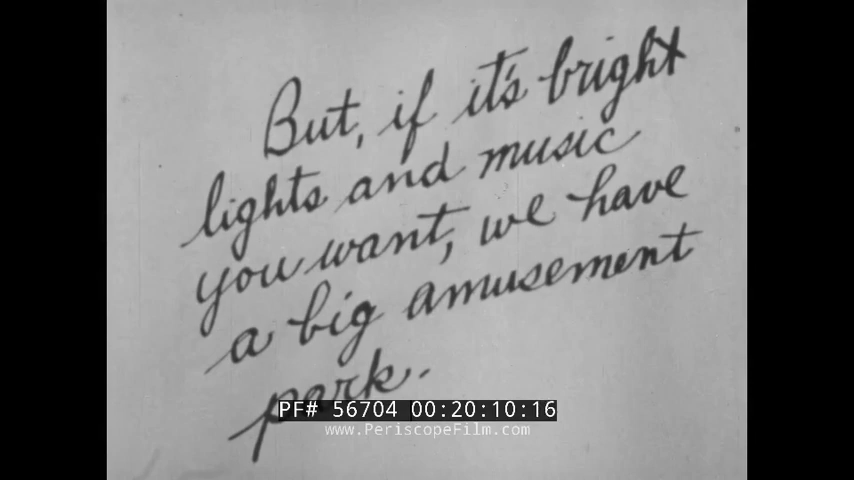 But, if it's bright
lights and music
you want, we have
a big amusement
park.
PF# 56704 00:20:10:16
www.PeriscopeFilm.com